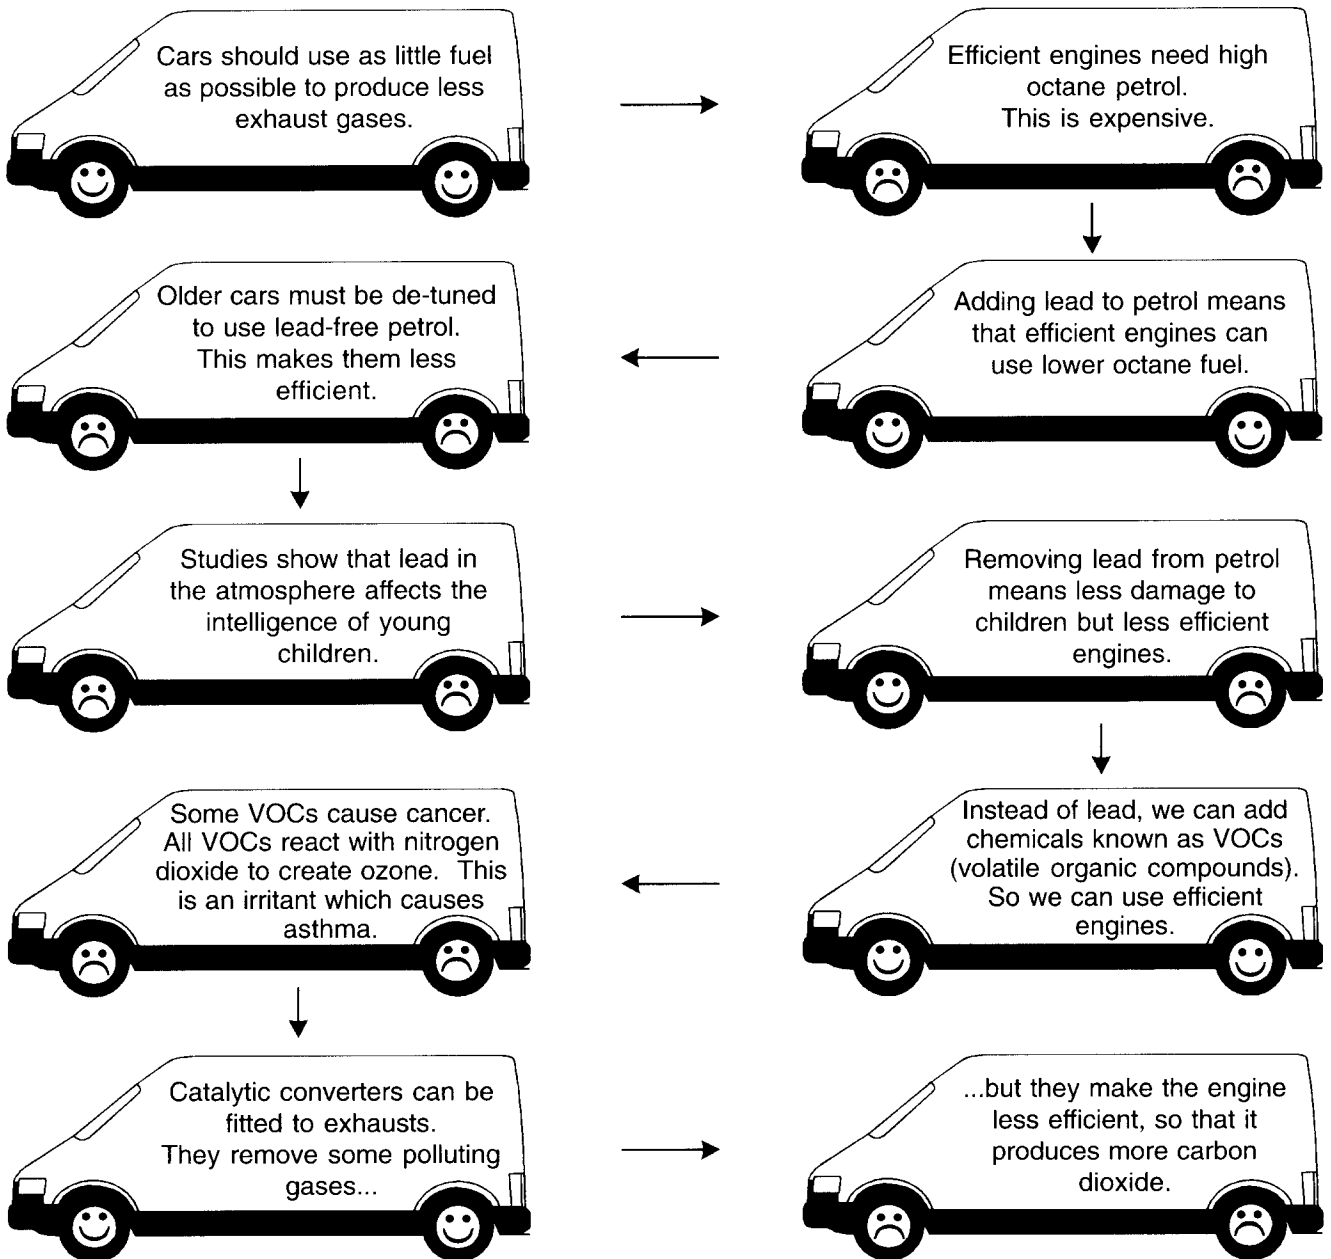 Cars should use as little fuel
as possible to produce less
exhaust gases.
Efficient engines need high
octane petrol.
This is expensive.
Adding lead to petrol means
that efficient engines can
use lower octane fuel.
Older cars must be de-tuned
to use lead-free petrol.
This makes them less
efficient.
Studies show that lead in
the atmosphere affects the
intelligence of young
children.
Removing lead from petrol
means less damage to
children but less efficient
engines.
Instead of lead, we can add
chemicals known as VOCs
(volatile organic compounds).
So we can use efficient
engines.
Some VOCs cause cancer.
All VOCs react with nitrogen
dioxide to create ozone. This
is an irritant which causes
asthma.
Catalytic converters can be
fitted to exhausts.
They remove some polluting
gases...
...but they make the engine
less efficient, so that it
produces more carbon
dioxide.